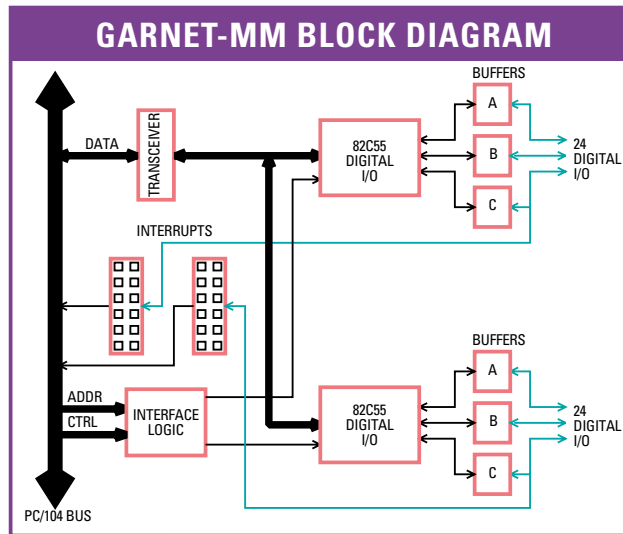 GARNET-MM BLOCK DIAGRAM
BUFFERS
A
B
C
DATA
TRANSCEIVER
82C55
DIGITAL
I/O
24
DIGITAL
I/O
INTERRUPTS
BUFFERS
A
B
C
ADDR
CTRL
INTERFACE
LOGIC
82C55
DIGITAL
I/O
24
DIGITAL
I/O
PC/104 BUS